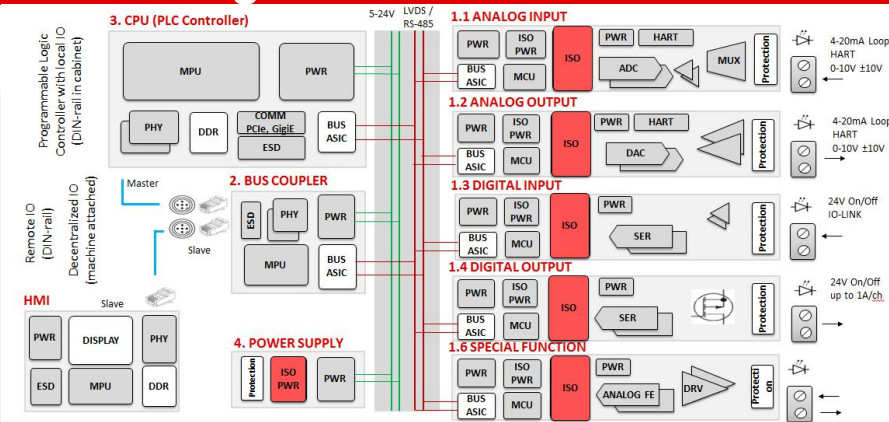 3. CPU (PLC Controller)
MPU
PWR
PHY
DDR
COMM
PCIe, GigiE
ESD
BUS
ASIC
Programmable Logic
Controller with local IO
(DIN-rail in cabinet)
Master
Remote IO
(DIN-rail)
Decentralized IO
(machine attached)
Slave
2. BUS COUPLER
ESD
PHY
PWR
MPU
BUS
ASIC
HMI
Slave
PWR
DISPLAY
PHY
ESD
MPU
DDR
4. POWER SUPPLY
Protection
ISO
PWR
PWR
5-24V
LVDS /
RS-485
1.1 ANALOG INPUT
PWR
ISO
PWR
BUS
ASIC
MCU
ISO
PWR
HART
ADC
MUX
Protection
4-20mA Loop
HART
0-10V ±10V
1.2 ANALOG OUTPUT
PWR
ISO
PWR
BUS
ASIC
MCU
ISO
PWR
HART
DAC
Protection
4-20mA Loop
HART
0-10V ±10V
1.3 DIGITAL INPUT
PWR
ISO
PWR
BUS
ASIC
MCU
ISO
PWR
SER
Protection
24V On/Off
IO-LINK
1.4 DIGITAL OUTPUT
PWR
ISO
PWR
BUS
ASIC
MCU
ISO
PWR
SER
Protection
24V On/Off
up to 1A/ch
1.6 SPECIAL FUNCTION
PWR
ISO
PWR
BUS
ASIC
MCU
ISO
PWR
ANALOG FE
DRV
Protecti
on